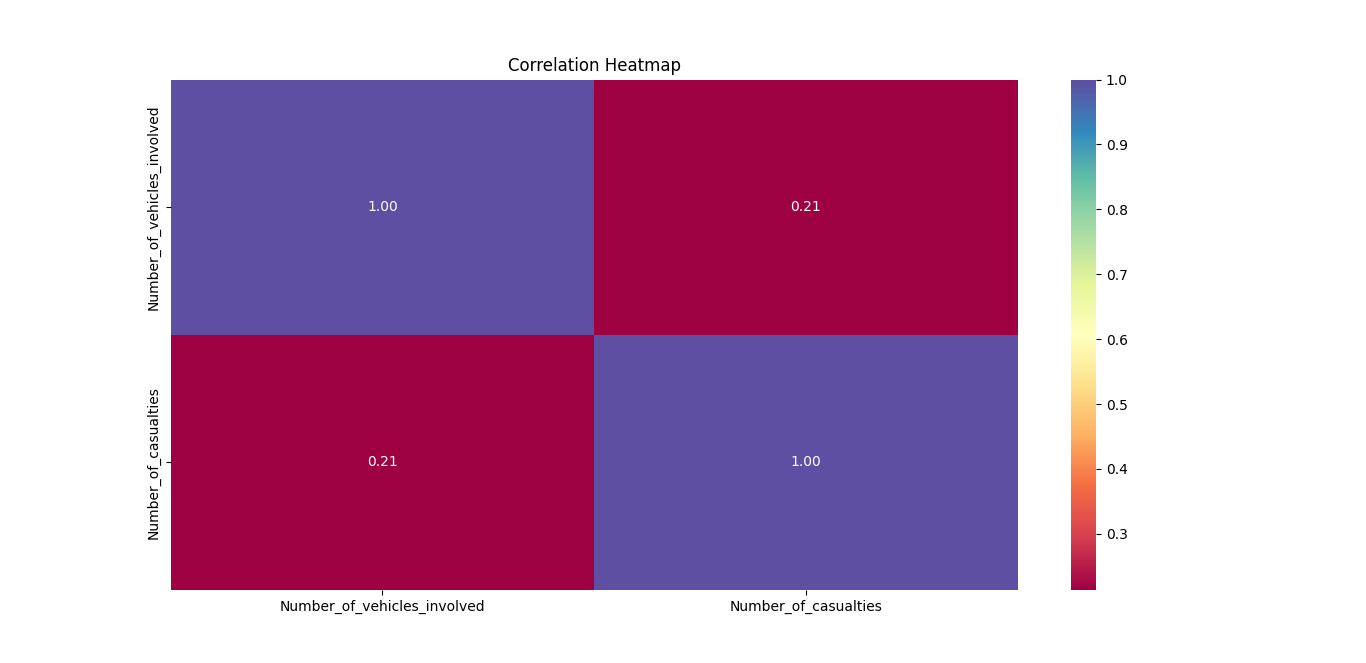 Correlation Heatmap
Number_of_vehicles_involved
Number_of_casualties
1.00
0.21
0.21
1.00
Number_of_vehicles_involved
Number_of_casualties
1.0
0.9
0.8
0.7
0.6
0.5
0.4
0.3